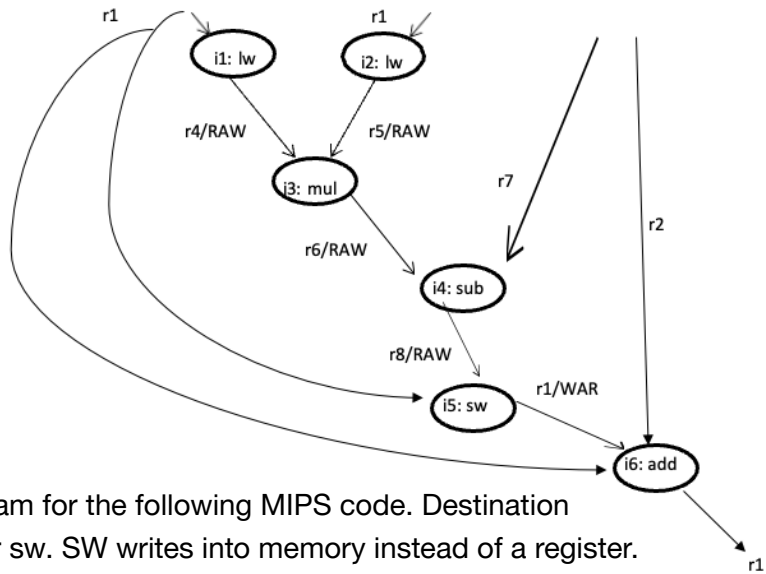 r1
r1
i1: lw
i2: lw
r4/RAW
r5/RAW
i3: mul
r7
r2
r6/RAW
i4: sub
r8/RAW
i5: sw
r1/WAR
i6: add
am for the following MIPS code. Destination
sw. SW writes into memory instead of a register.
r1